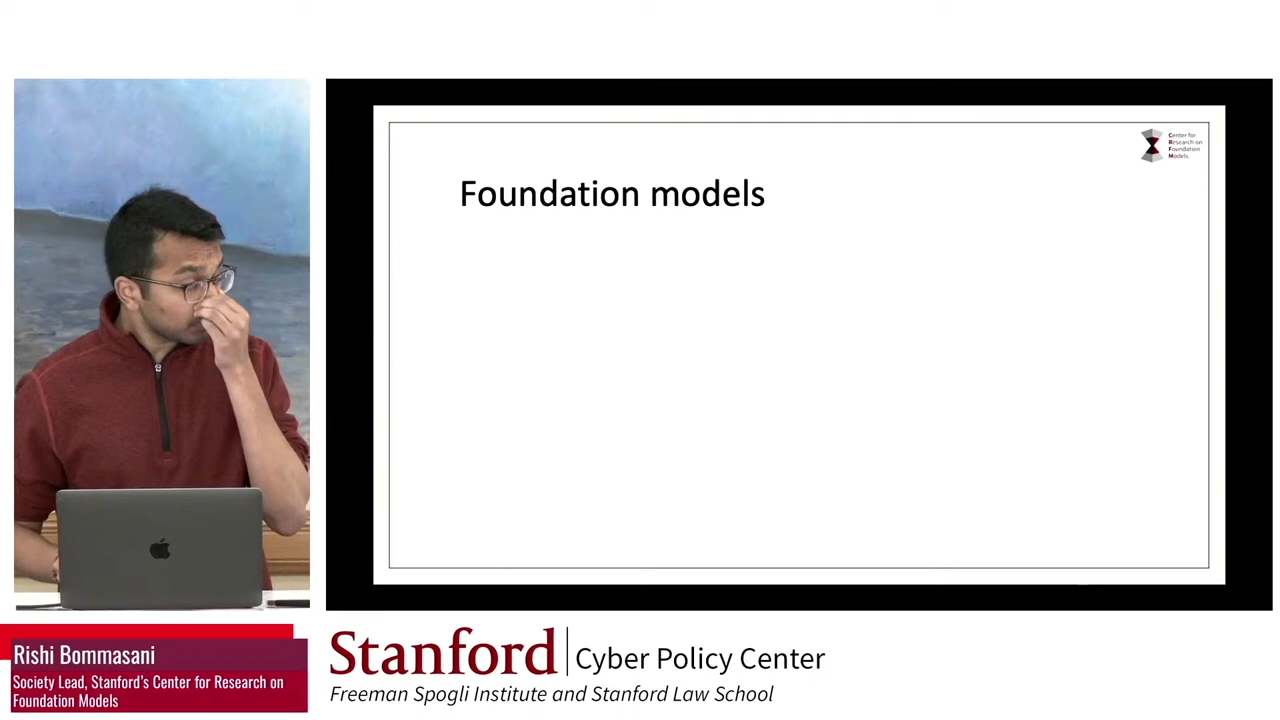 Center for
Research on
Foundation
Models
Foundation models
Rishi Bommasani
Society Lead, Stanford's Center for Research on
Foundation Models
Stanford
Cyber Policy Center
Freeman Spogli Institute and Stanford Law School